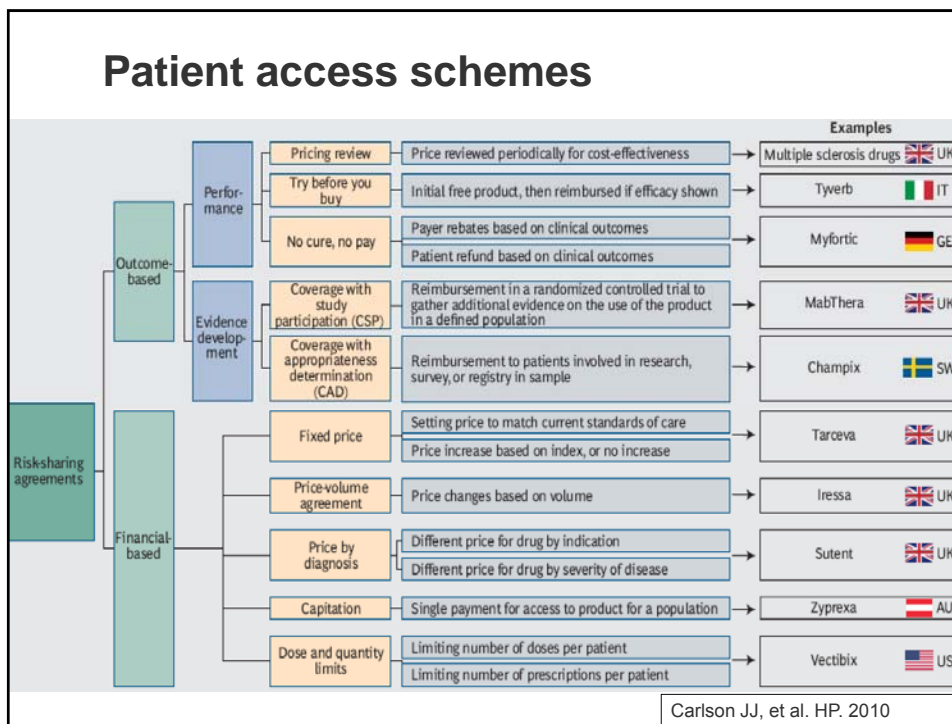 Patient access schemes
Examples
Pricing review
Price reviewed periodically for cost-effectiveness
Multiple sclerosis drugs
UK
Perfor-
mance
Try before you
buy
Initial free product, then reimbursed if efficacy shown
Tywerb
IT
No cure, no pay
Payer rebates based on clinical outcomes
Patient refund based on clinical outcomes
Myfortic
GE
Outcome-
based
Evidence
develop-
ment
Coverage with
study
participation (CSP)
Reimbursement in a randomized controlled trial to
gather additional evidence on the use of the product
in a defined population
MabThera
UK
Coverage with
appropriateness
determination
(CAD)
Reimbursement to patients involved in research,
survey, or registry in sample
Champix
SW
Risk-sharing
agreements
Financial-
based
Fixed price
Setting price to match current standards of care
Price increase based on index, or no increase
Tarceva
UK
Price-volume
agreement
Price changes based on volume
Iressa
UK
Price by
diagnosis
Different price for drug by indication
Different price for drug by severity of disease
Sutent
UK
Capitation
Single payment for access to product for a population
Zyprexa
AU
Dose and quantity
limits
Limiting number of doses per patient
Limiting number of prescriptions per patient
Vectibix
US
Carlson JJ, et al. HP. 2010